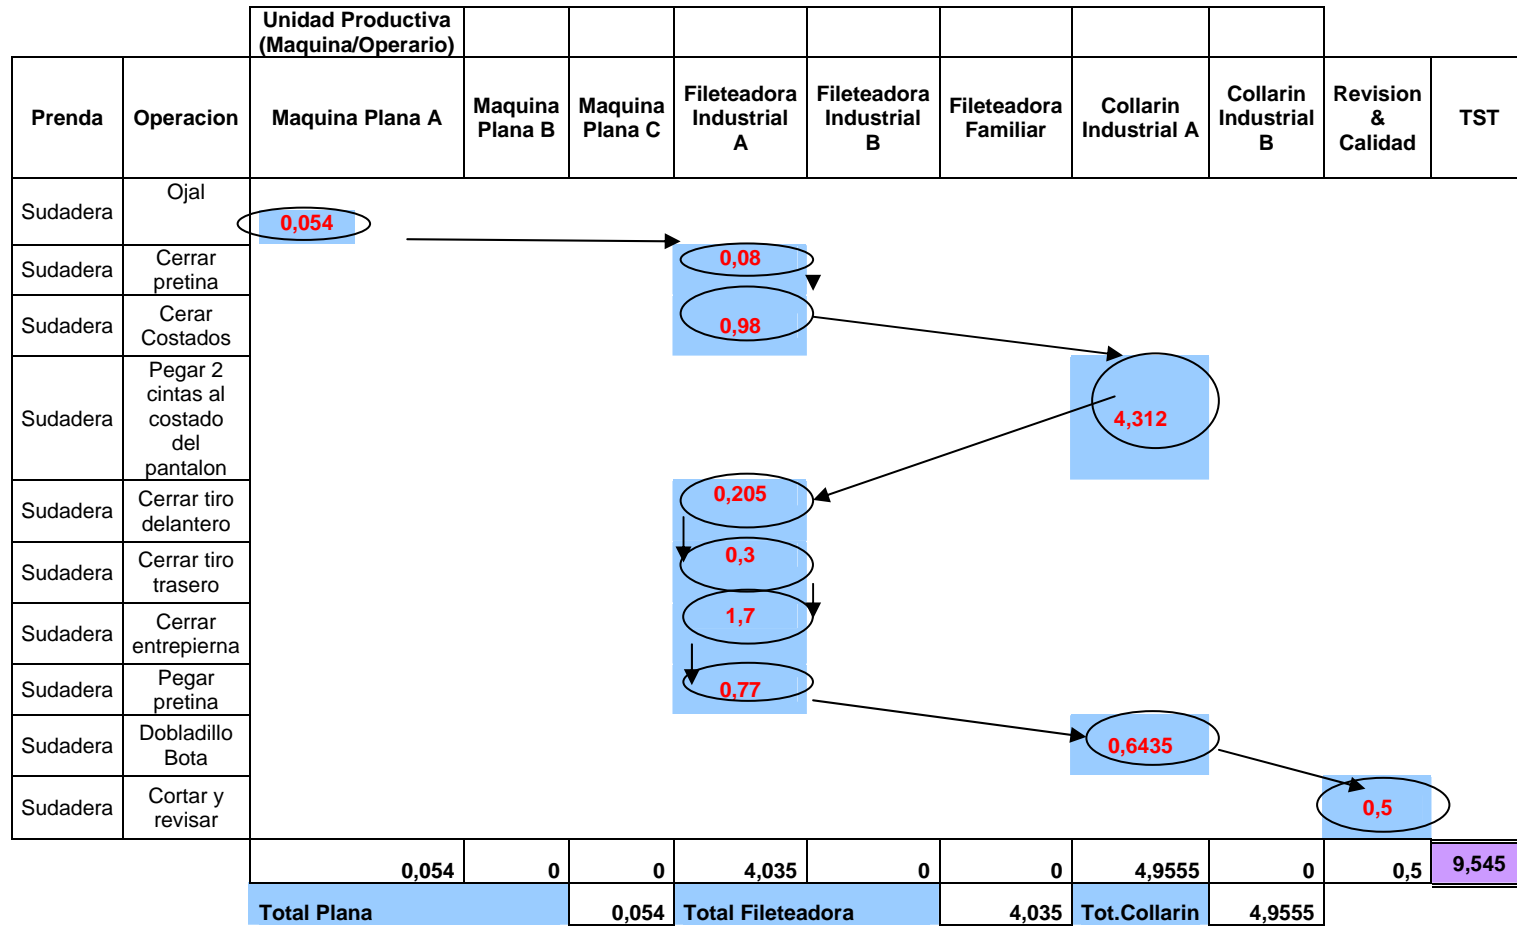 Unidad Productiva
(Maquina/Operario)
Prenda Operacion Maquina Plana A Maquina Plana B Maquina Plana C Fileteadora Industrial A Fileteadora Industrial B Fileteadora Familiar Collarin Industrial A Collarin Industrial B Revision & Calidad TST
Sudadera Ojal 0,054
Sudadera Cerrar pretina 0,08
Sudadera Cerar Costados 0,98
Sudadera Pegar 2 cintas al costado del pantalon 4,312
Sudadera Cerrar tiro delantero 0,205
Sudadera Cerrar tiro trasero 0,3
Sudadera Cerrar entrepierna 1,7
Sudadera Pegar pretina 0,77
Sudadera Dobladillo Bota 0,6435
Sudadera Cortar y revisar 0,5
0,054 0 0 4,035 0 0 4,9555 0 0,5 9,545
Total Plana 0,054 Total Fileteadora 4,035 Tot.Collarin 4,9555